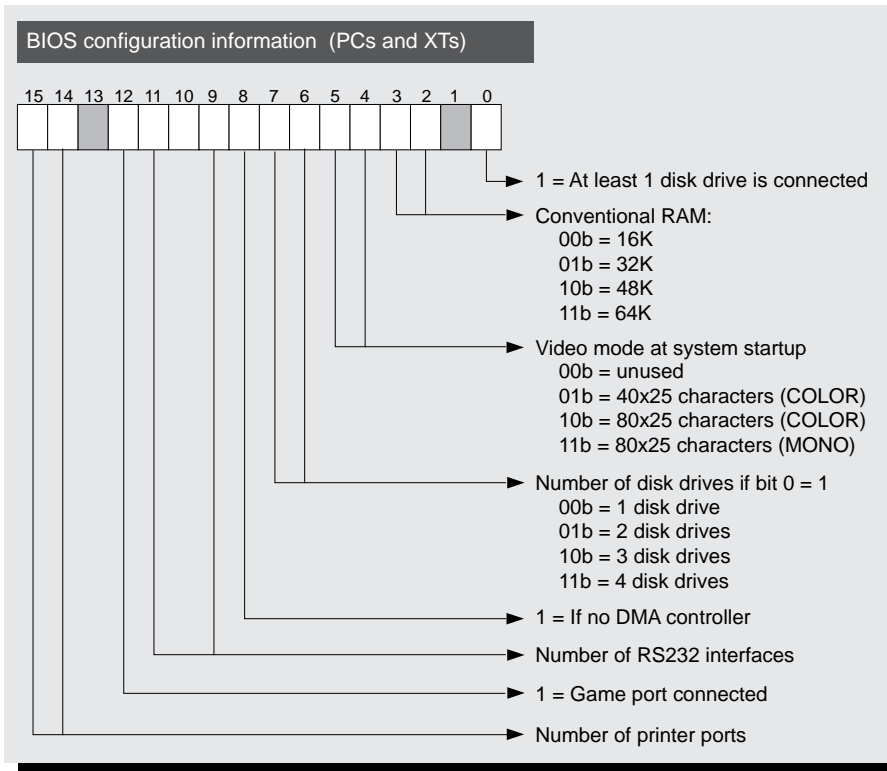 BIOS configuration information (PCs and XTs)
15 14 13 12 11 10 9 8 7 6 5 4 3 2 1 0
1 = At least 1 disk drive is connected
Conventional RAM:
00b = 16K
01b = 32K
10b = 48K
11b = 64K
Video mode at system startup
00b = unused
01b = 40x25 characters (COLOR)
10b = 80x25 characters (COLOR)
11b = 80x25 characters (MONO)
Number of disk drives if bit 0 = 1
00b = 1 disk drive
01b = 2 disk drives
10b = 3 disk drives
11b = 4 disk drives
1 = If no DMA controller
Number of RS232 interfaces
1 = Game port connected
Number of printer ports